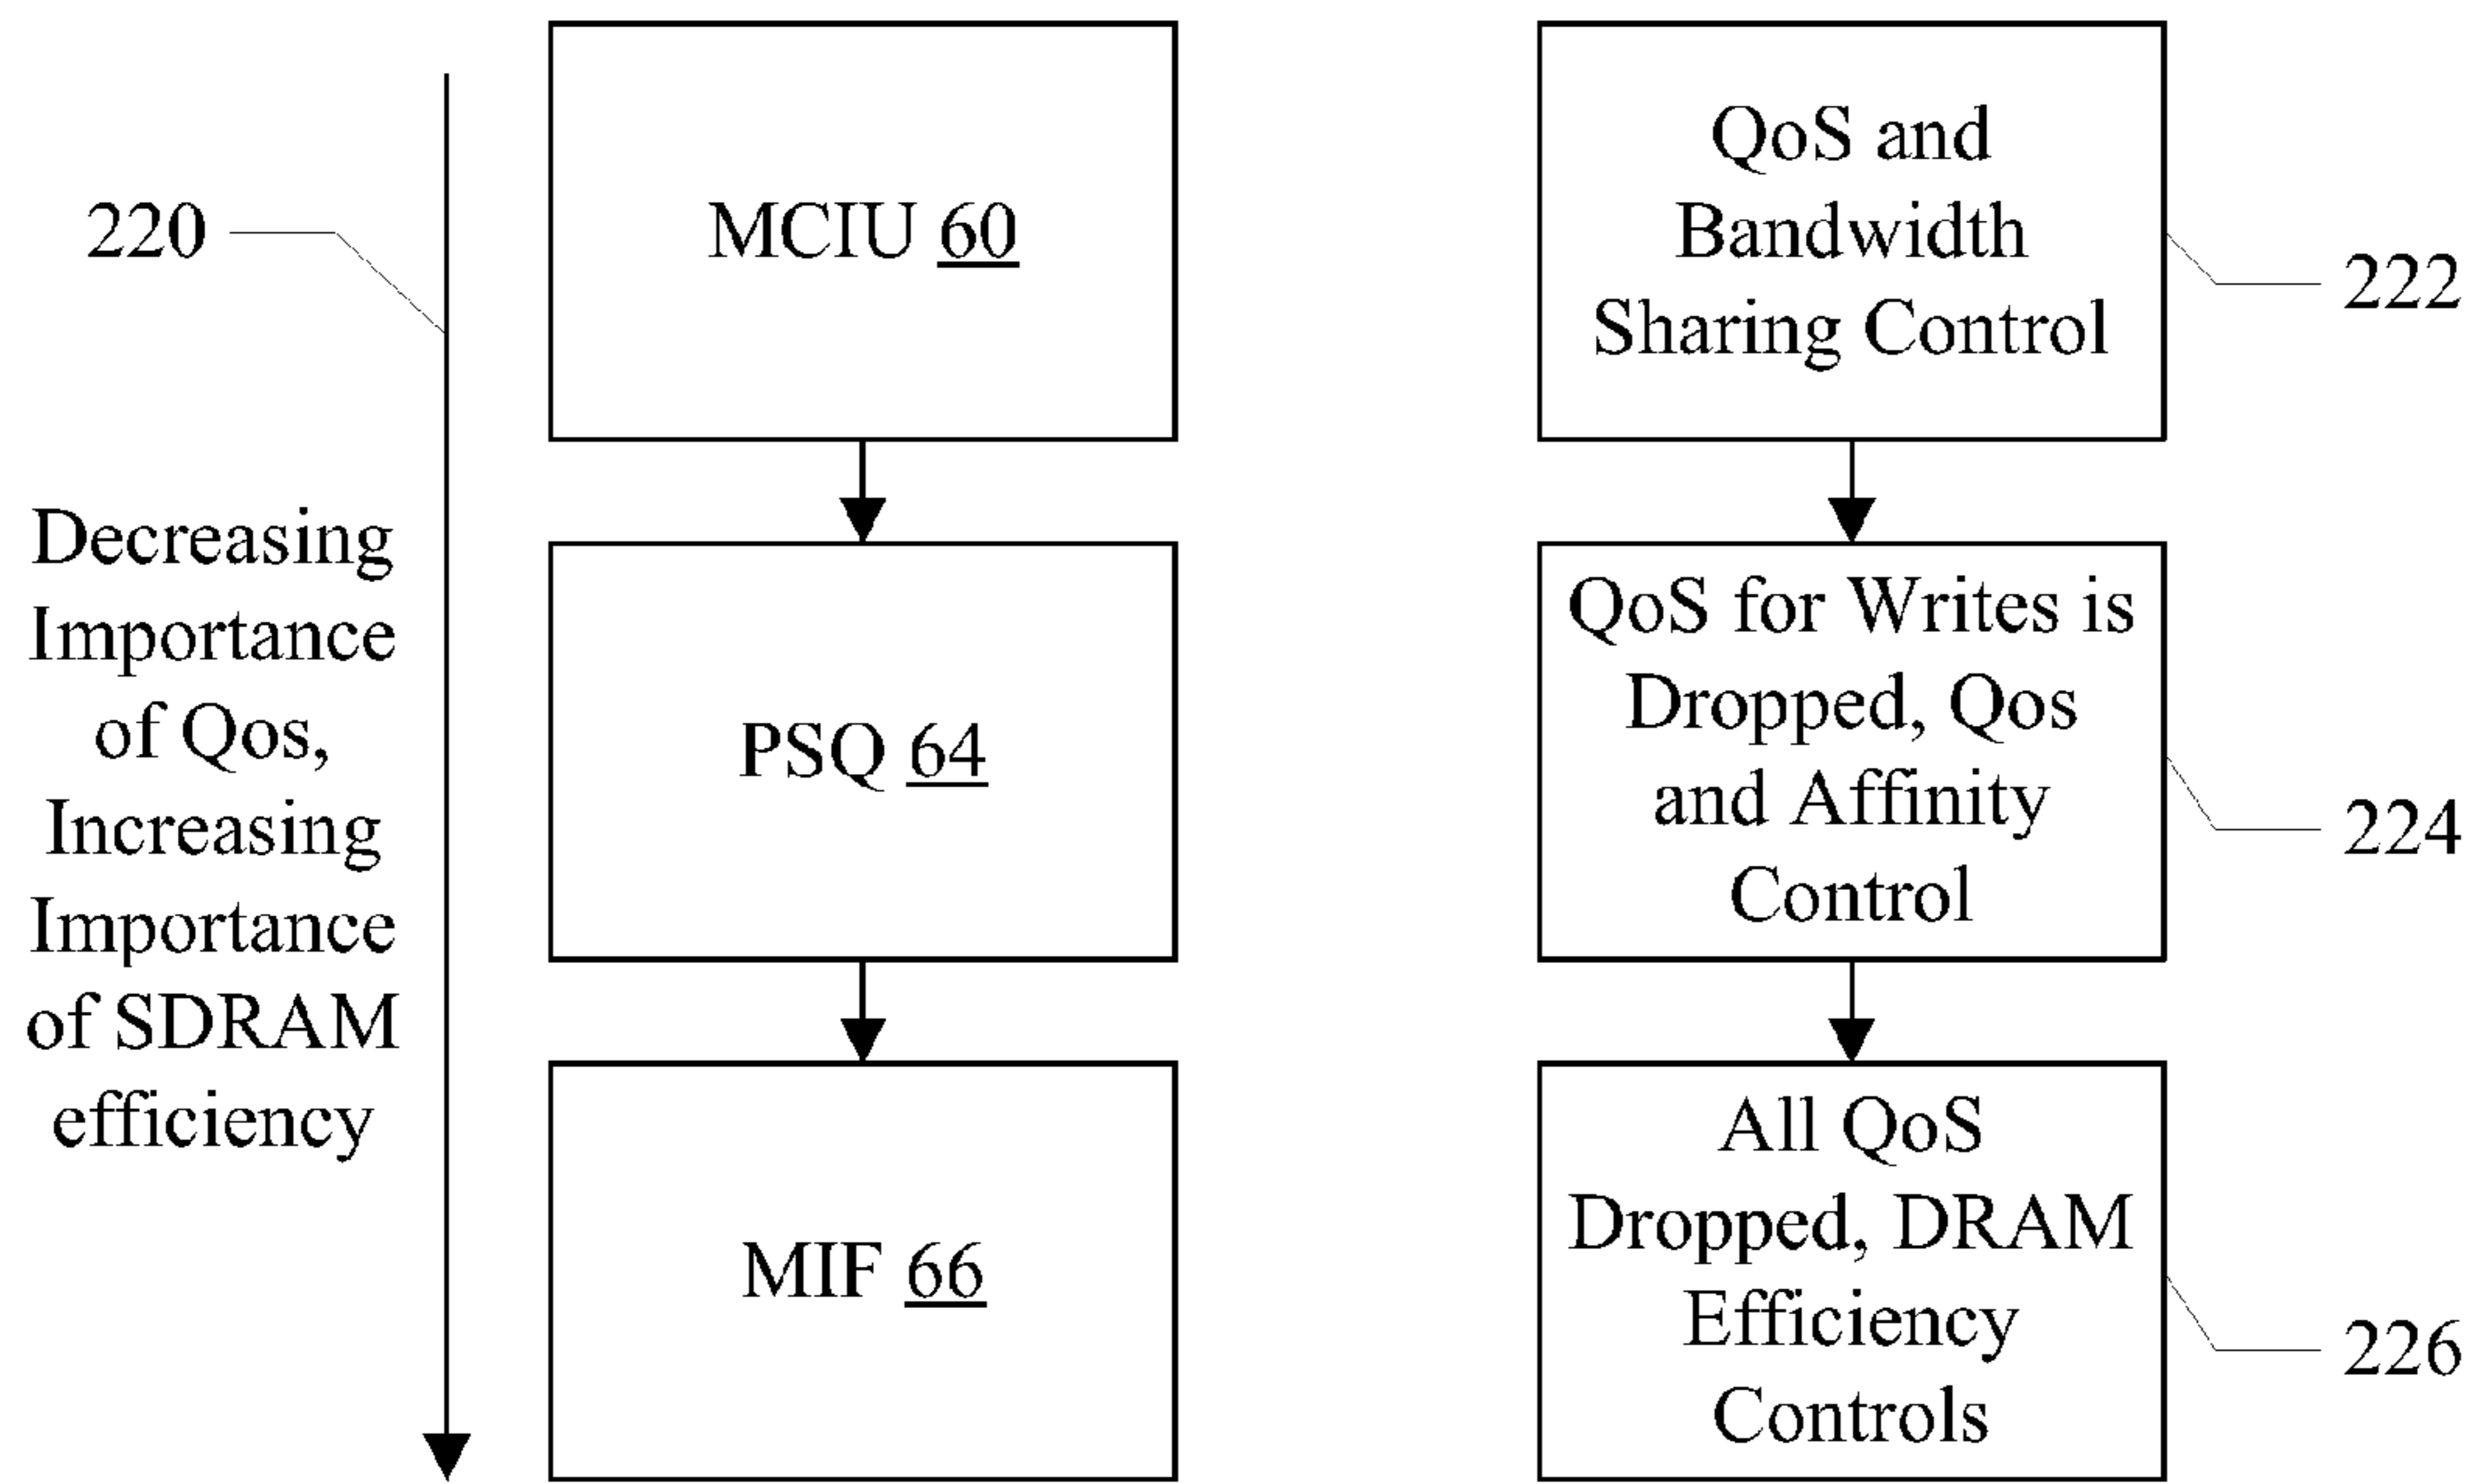 220
Decreasing
Importance
of Qos,
Increasing
Importance
of SDRAM
efficiency
MCIU 60
PSQ 64
MIF 66
QoS and
Bandwidth
Sharing Control
222
QoS for Writes is
Dropped, Qos
and Affinity
Control
224
All QoS
Dropped, DRAM
Efficiency
Controls
226